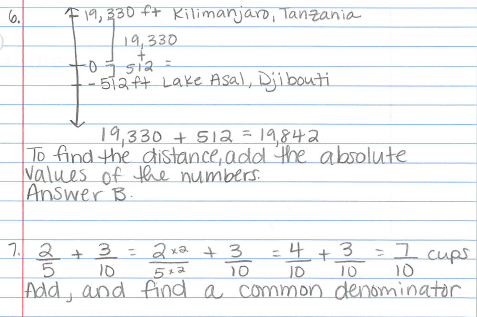 6. 19,330 ft Kilimanjaro, Tanzania
19,330
+
0 512 =
-512 ft Lake Asal, Djibouti
19,330 + 512 = 19,842
To find the distance, add the absolute
values of the numbers.
Answer B.
7. 2/5 + 3/10 = 2 x2/5 x2 + 3/10 = 4/10 + 3/10 = 7/10 cups
Add, and find a common denominator